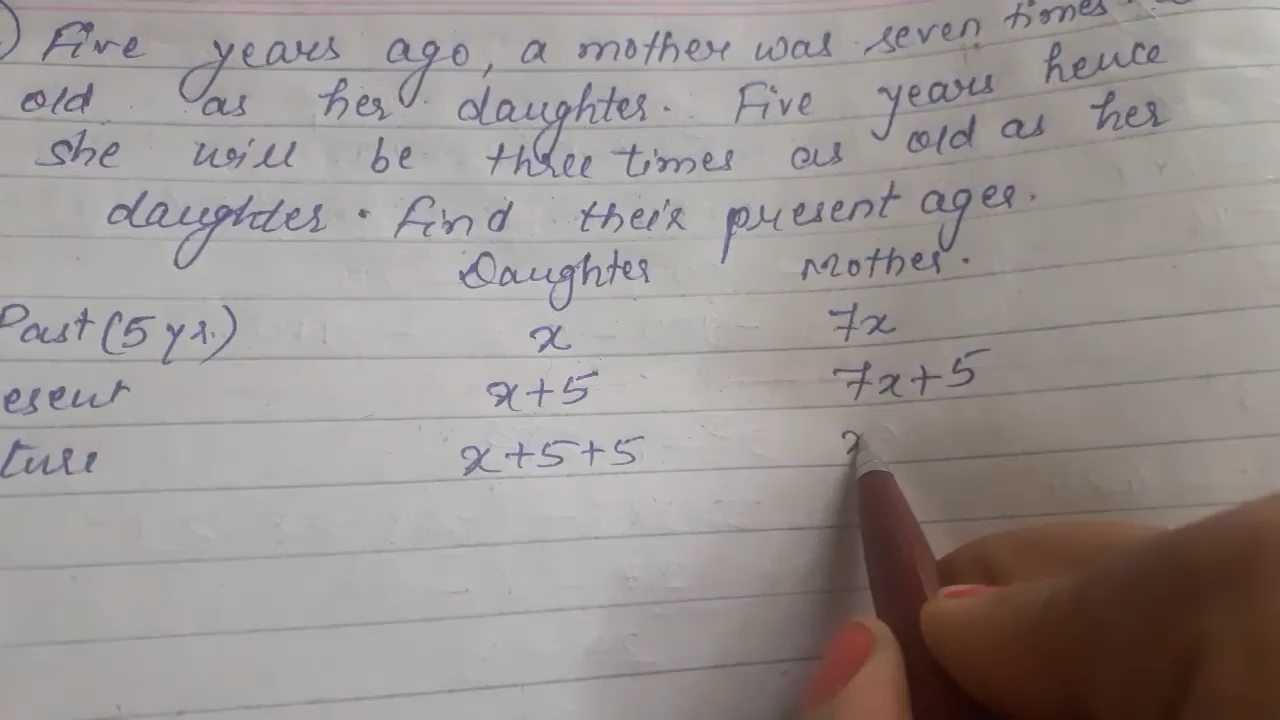 ) Five years ago, a mother was seven times
old as her daughter. Five years hence
she will be three times as old as her
daughter. Find their present ages.
Daughter Mother.
Past (5 yr.) x 7x
esent x+5 7x+5
ture x+5+5 x